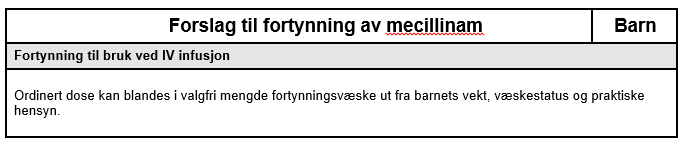 Forslag til fortynning av mecillinam Barn
Fortynning til bruk ved IV infusjon
Ordinert dose kan blandes i valgfri mengde fortynningsvæske ut fra barnets vekt, væskestatus og praktiske
hensyn.